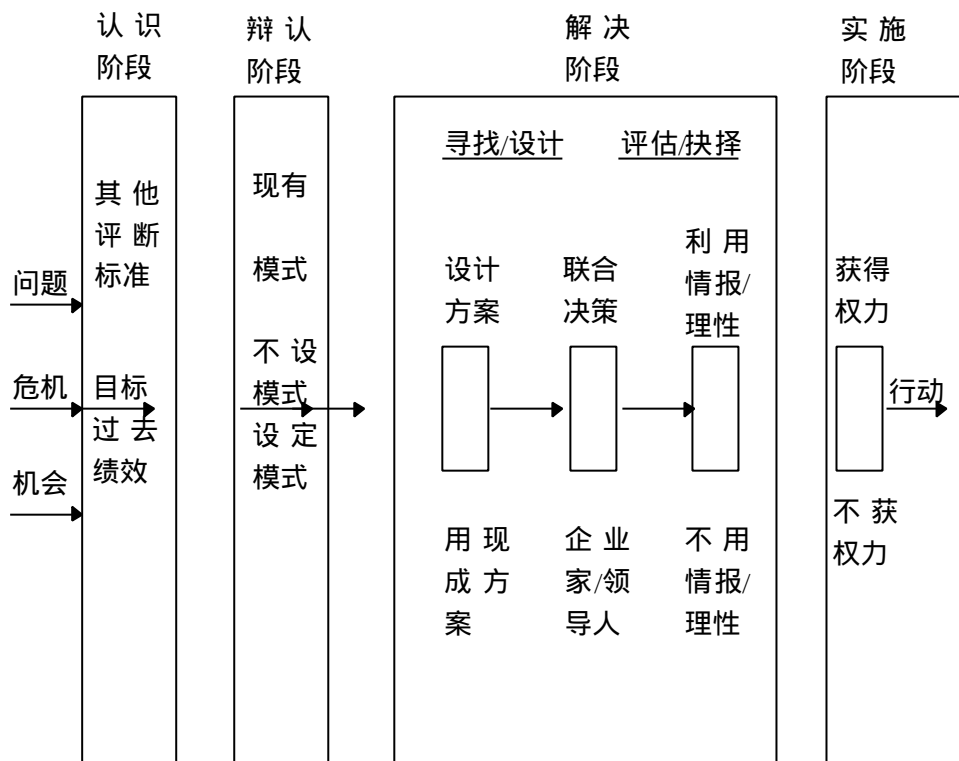 认 识
阶段
辩 认
阶段
解 决
阶段
实 施
阶段
问题
危机
机会
其 他
评 断
标准
目标
过 去
绩效
现有
模式
不 设
模式
设 定
模式
寻找/设计
评估/抉择
设计
方案
联合
决策
利 用
情报/
理性
用 现
成 方
案
企 业
家/领
导人
不 用
情报/
理性
获得
权力
行动
不 获
权力